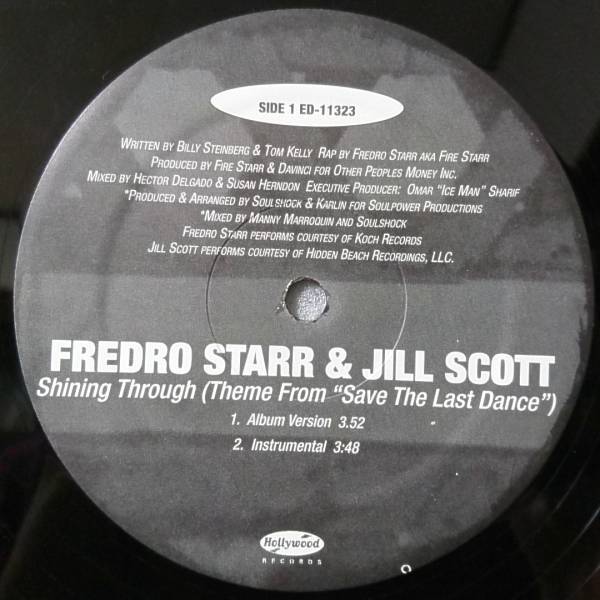 SIDE 1 ED-11323
WRITTEN BY BILLY STEINBERG & TOM KELLY RAP BY FREDRO STARR AKA FIRE STARR
PRODUCED BY FIRE STARR & DAVINCI FOR OTHER PEOPLES MONEY INC.
MIXED BY HECTOR DELGADO & SUSAN HERNDON EXECUTIVE PRODUCER: OMAR "ICE MAN" SHARIF
*PRODUCED & ARRANGED BY SOULSHOCK & KARLIN FOR SOULPOWER PRODUCTIONS
*MIXED BY MANNY MARROQUIN AND SOULSHOCK
FREDRO STARR PERFORMS COURTESY OF KOCH RECORDS
JILL SCOTT PERFORMS COURTESY OF HIDDEN BEACH RECORDINGS, LLC.
FREDRO STARR & JILL SCOTT
Shining Through (Theme From "Save The Last Dance")
1. Album Version 3.52
2. Instrumental 3:48
Hollywood
RECORDS